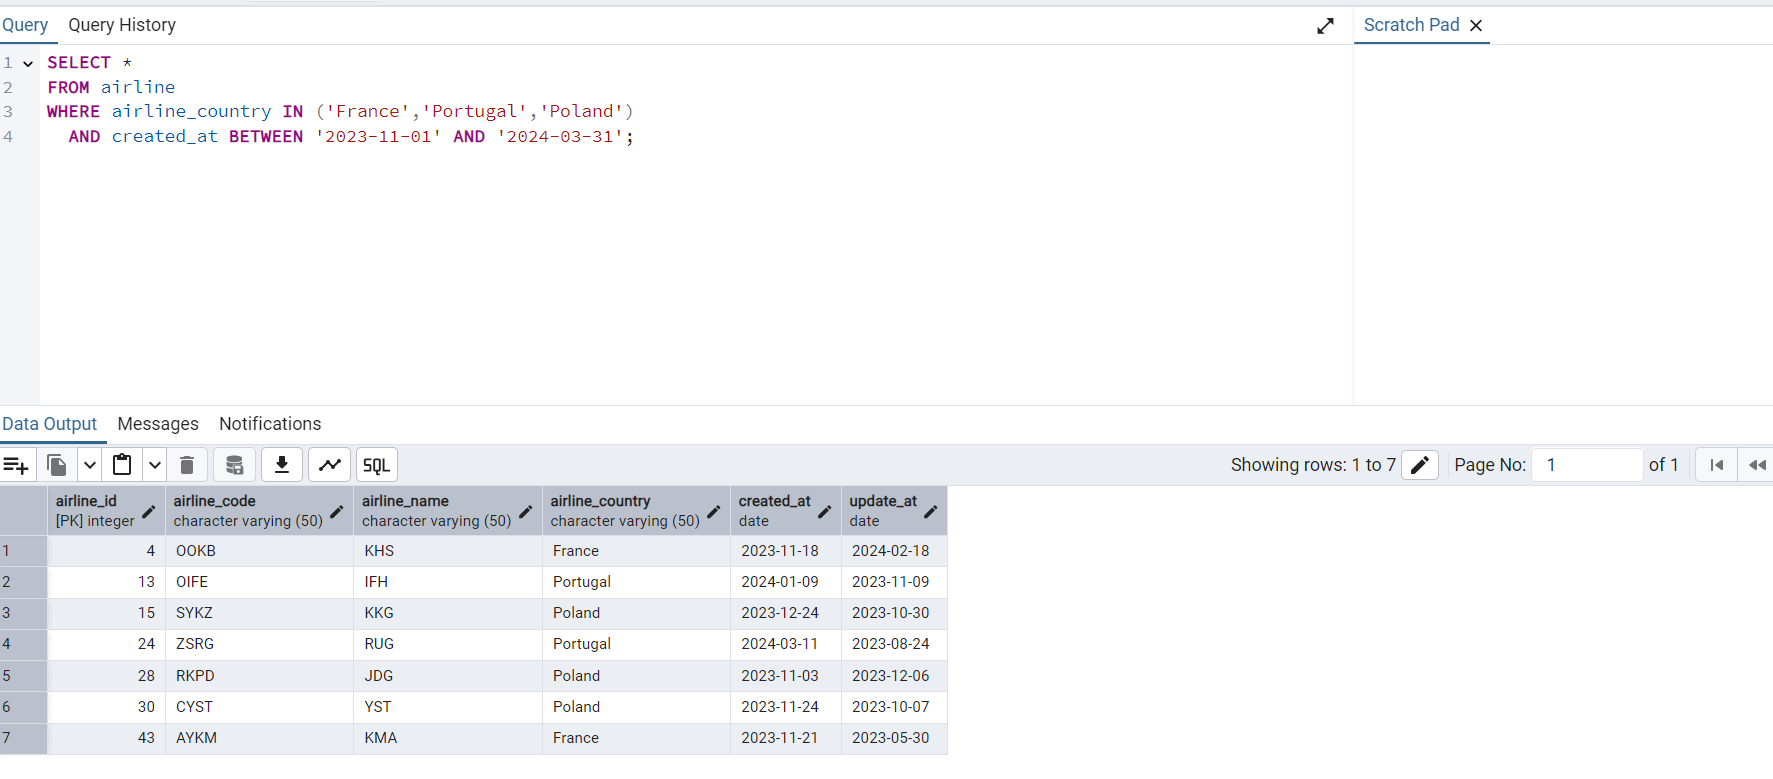 Query Query History Scratch Pad
1 SELECT *
2 FROM airline
3 WHERE airline_country IN ('France','Portugal','Poland')
4 AND created_at BETWEEN '2023-11-01' AND '2024-03-31';
Data Output Messages Notifications
SQL Showing rows: 1 to 7 Page No: 1 of 1
airline_id airline_code airline_name airline_country created_at update_at
[PK] integer character varying (50) character varying (50) character varying (50) date date
1 4 OOKB KHS France 2023-11-18 2024-02-18
2 13 OIFE IFH Portugal 2024-01-09 2023-11-09
3 15 SYKZ KKG Poland 2023-12-24 2023-10-30
4 24 ZSRG RUG Portugal 2024-03-11 2023-08-24
5 28 RKPD JDG Poland 2023-11-03 2023-12-06
6 30 CYST YST Poland 2023-11-24 2023-10-07
7 43 AYKM KMA France 2023-11-21 2023-05-30